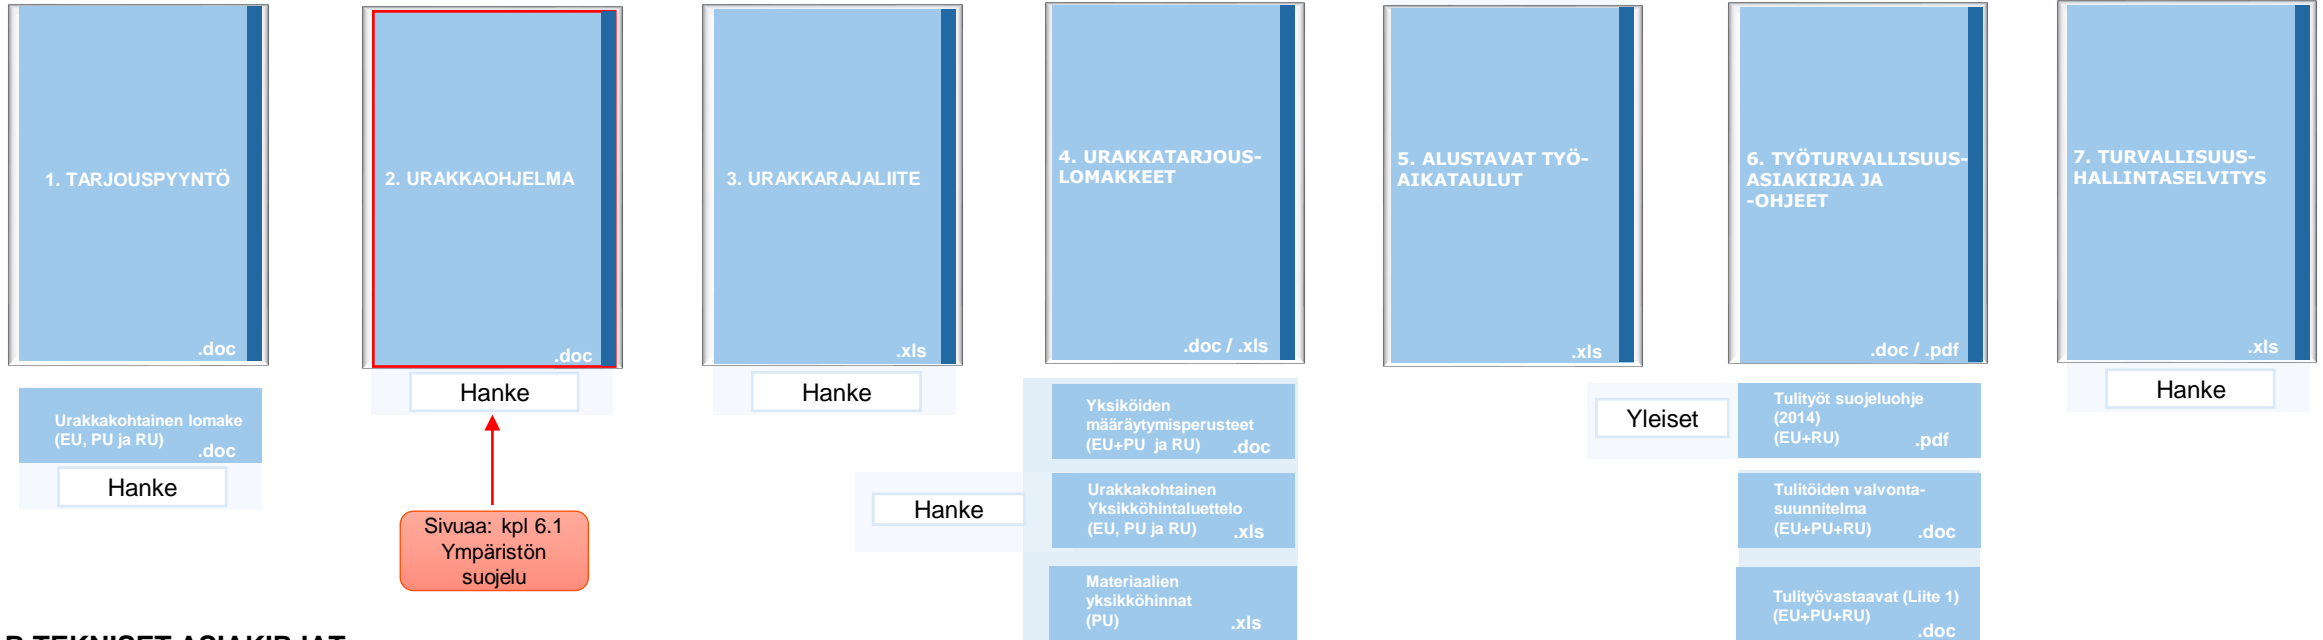 1. TARJOUSPYYNTÖ
.doc
Urakkakohtainen lomake
(EU, PU ja RU)
.doc
Hanke
2. URAKKAOHJELMA
.doc
Hanke
Sivuaa: kpl 6.1
Ympäristön
suojelu
3. URAKKARAJALIITE
.xls
Hanke
4. URAKKATARJOUS-
LOMAKKEET
.doc / .xls
Yksiköiden
määräytymisperusteet
(EU+PU ja RU)
.doc
Hanke
Urakkakohtainen
Yksikköhintaluettelo
(EU, PU ja RU)
.xls
Materiaalien
yksikköhinnat
(PU)
.xls
5. ALUSTAVAT TYÖ-
AIKATAULUT
.xls
6. TYÖTURVALLISUUS-
ASIAKIRJA JA
-OHJEET
.doc / .pdf
Yleiset
Tulityöt suojeluohje
(2014)
(EU+RU)
.pdf
Tulitöiden valvonta-
suunnitelma
(EU+PU+RU)
.doc
Tulityövastaavat (Liite 1)
(EU+PU+RU)
.doc
7. TURVALLISUUS-
HALLINTASELVITYS
.xls
Hanke
B TEKNISET ASIAKIRJAT